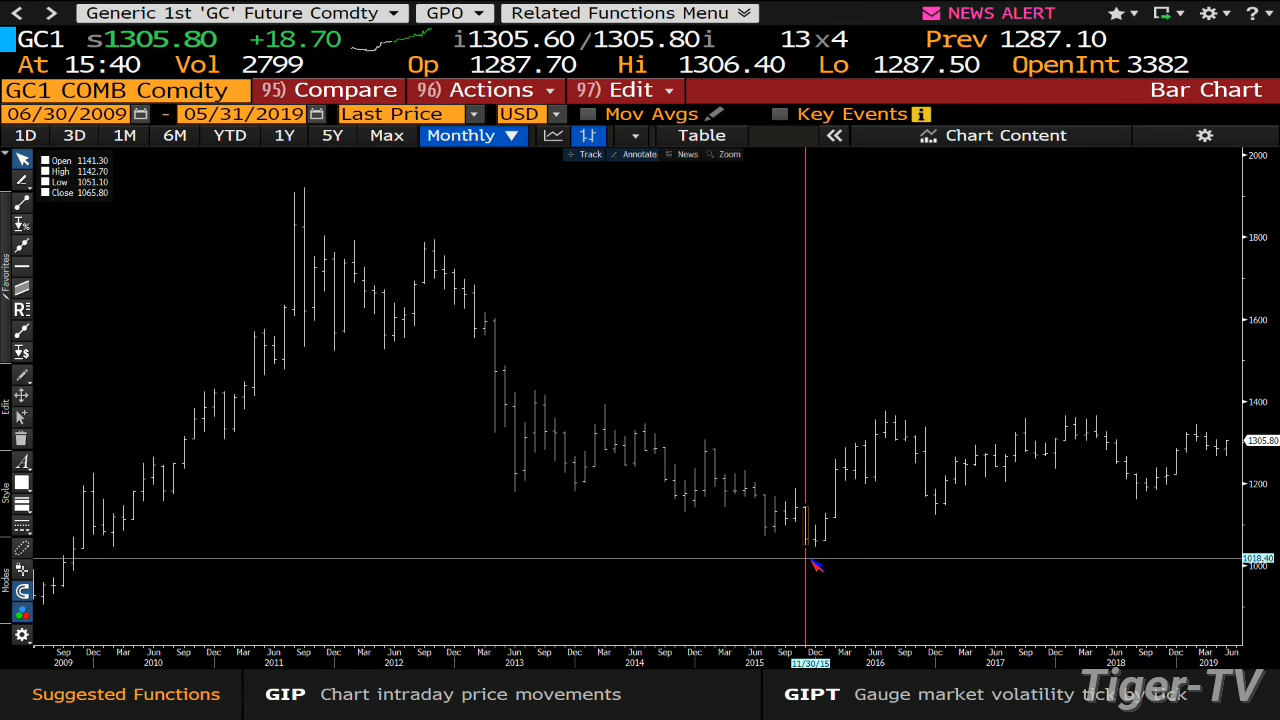 Generic 1st 'GC' Future Comdty GPO Related Functions Menu NEWS ALERT ?
GC1 s1305.80 +18.70 i1305.60/1305.80i 13x4 Prev 1287.10
At 15:40 Vol 2799 Op 1287.70 Hi 1306.40 Lo 1287.50 OpenInt 3382
GC1 COMB Comdty 95) Compare 96) Actions 97) Edit Bar Chart
06/30/2009 - 05/31/2019 Last Price USD Mov Avgs Key Events i
1D 3D 1M 6M YTD 1Y 5Y Max Monthly Table Chart Content
Track Annotate News Zoom
Open 1141.30
High 1142.70
Low 1051.10
Close 1065.80
Favorites
Edit
Style
Modes
2000
1800
1600
1400
1305.80
1200
1018.40
1000
Sep Dec Mar Jun Sep Dec Mar Jun Sep Dec Mar Jun Sep Dec Mar Jun Sep Dec Mar Jun Sep Dec Mar Jun Sep Dec Mar Jun Sep Dec Mar Jun Sep Dec Mar Jun Sep Dec Mar Jun
2009 2010 2011 2012 2013 2014 2015 11/30/15 2016 2017 2018 2019
Suggested Functions GIP Chart intraday price movements GIPT Gauge market volatility tick by tick
Tiger-TV